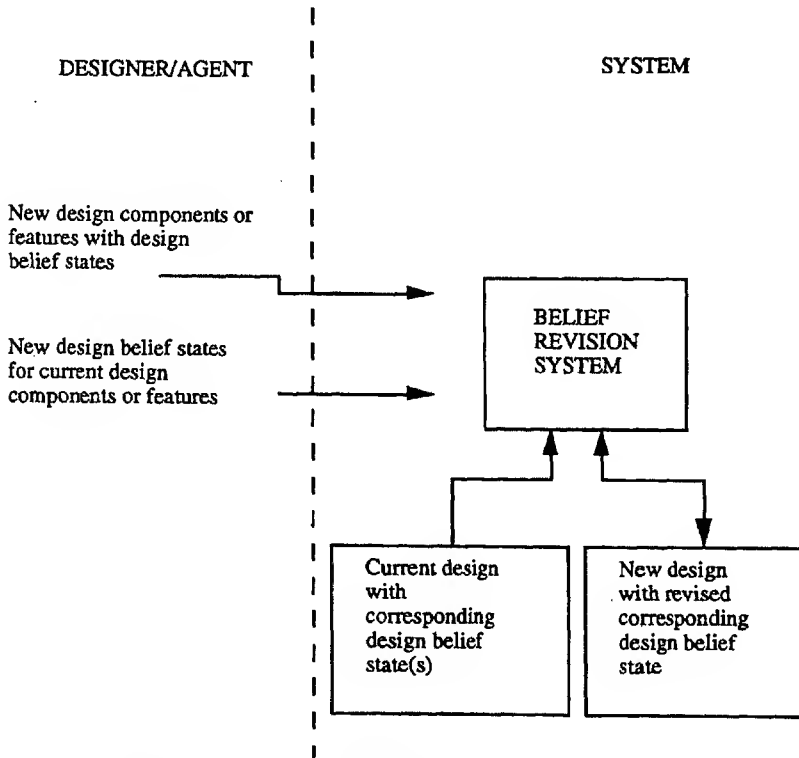 DESIGNER/AGENT
SYSTEM
New design components or
features with design
belief states
New design belief states
for current design
components or features
BELIEF
REVISION
SYSTEM
Current design
with
corresponding
design belief
state(s)
New design
with revised
corresponding
design belief
state